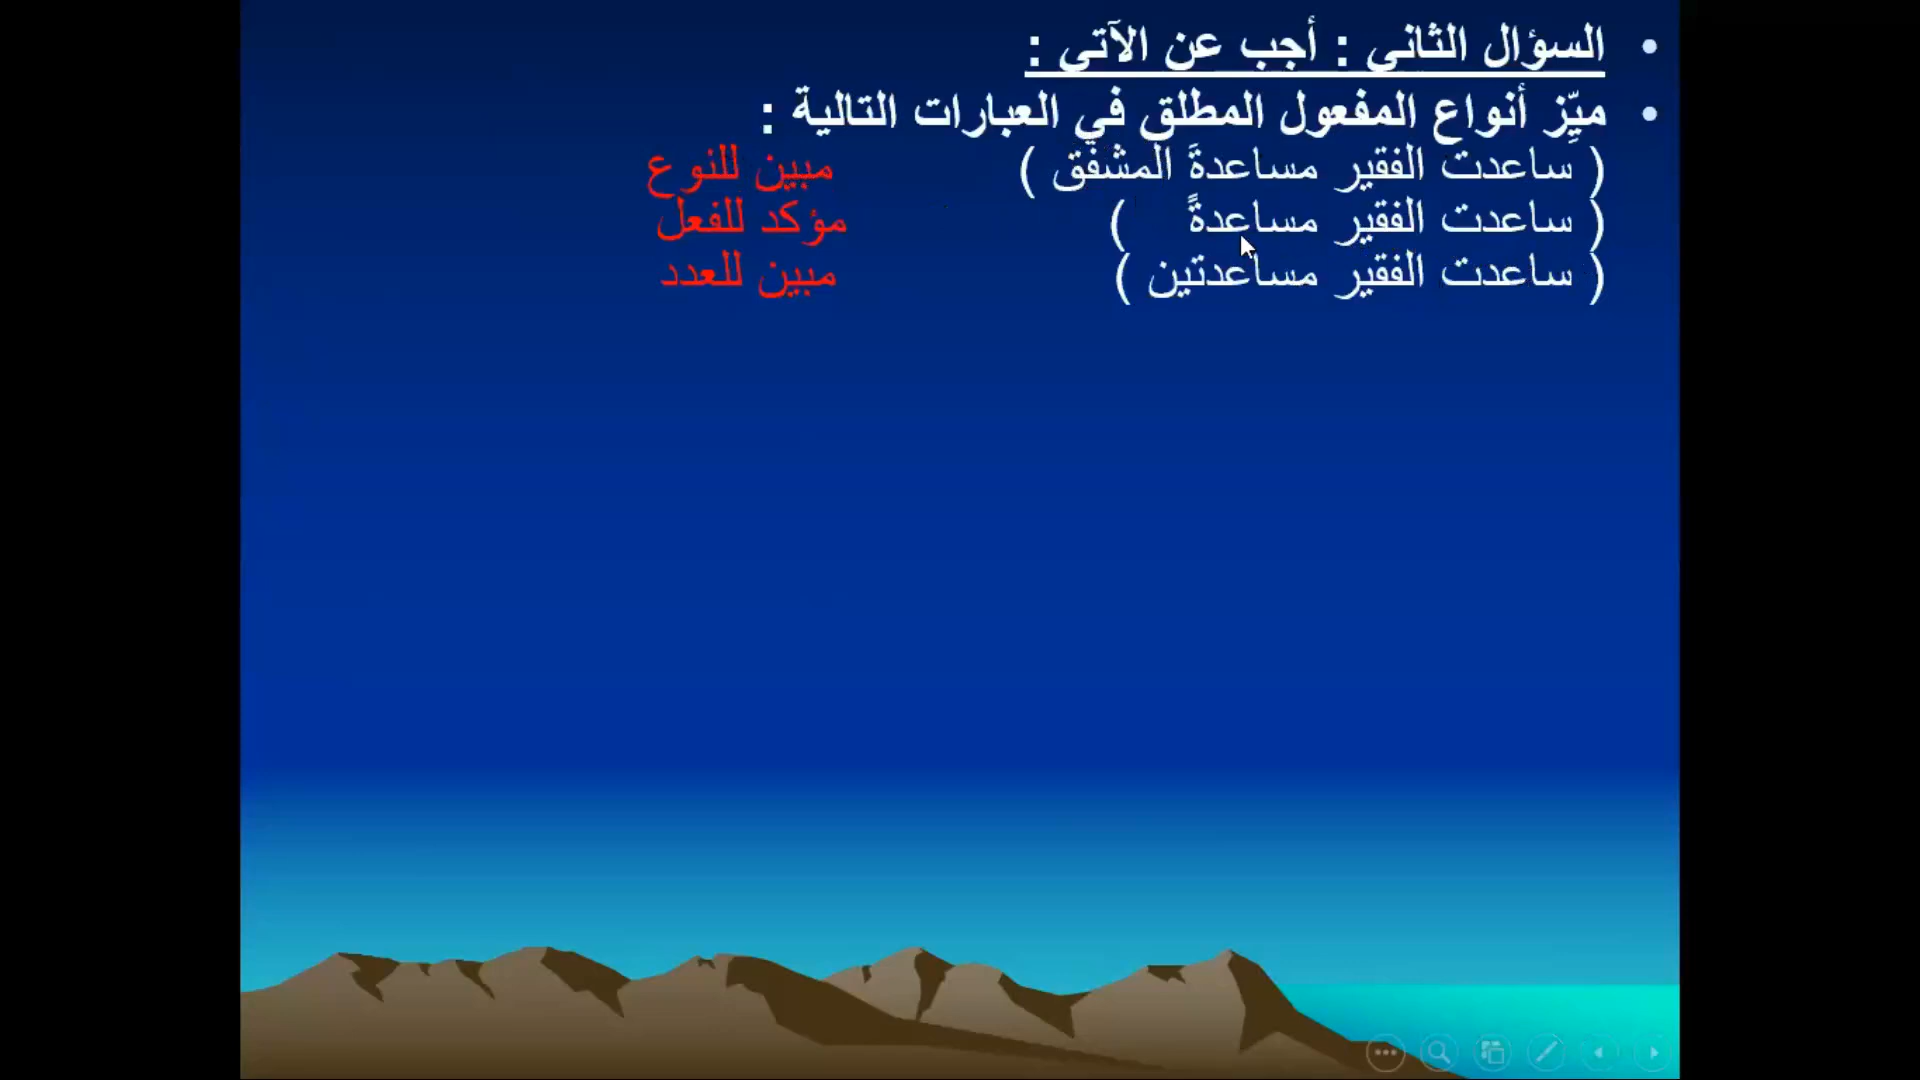 السؤال الثاني : أجب عن الآتي :
ميِّز أنواع المفعول المطلق في العبارات التالية :
( ساعدت الفقير مساعدةَ المشفق ) مبين للنوع
( ساعدت الفقير مساعدةً ) مؤكد للفعل
( ساعدت الفقير مساعدتين ) مبين للعدد